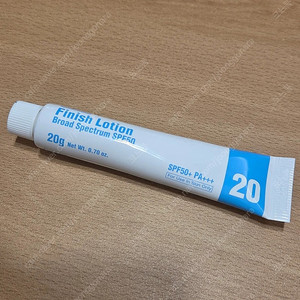 Finish Lotion
Broad Spectrum SPF50
20g Net Wt. 0.70 oz.
SPF50+ PA+++
20